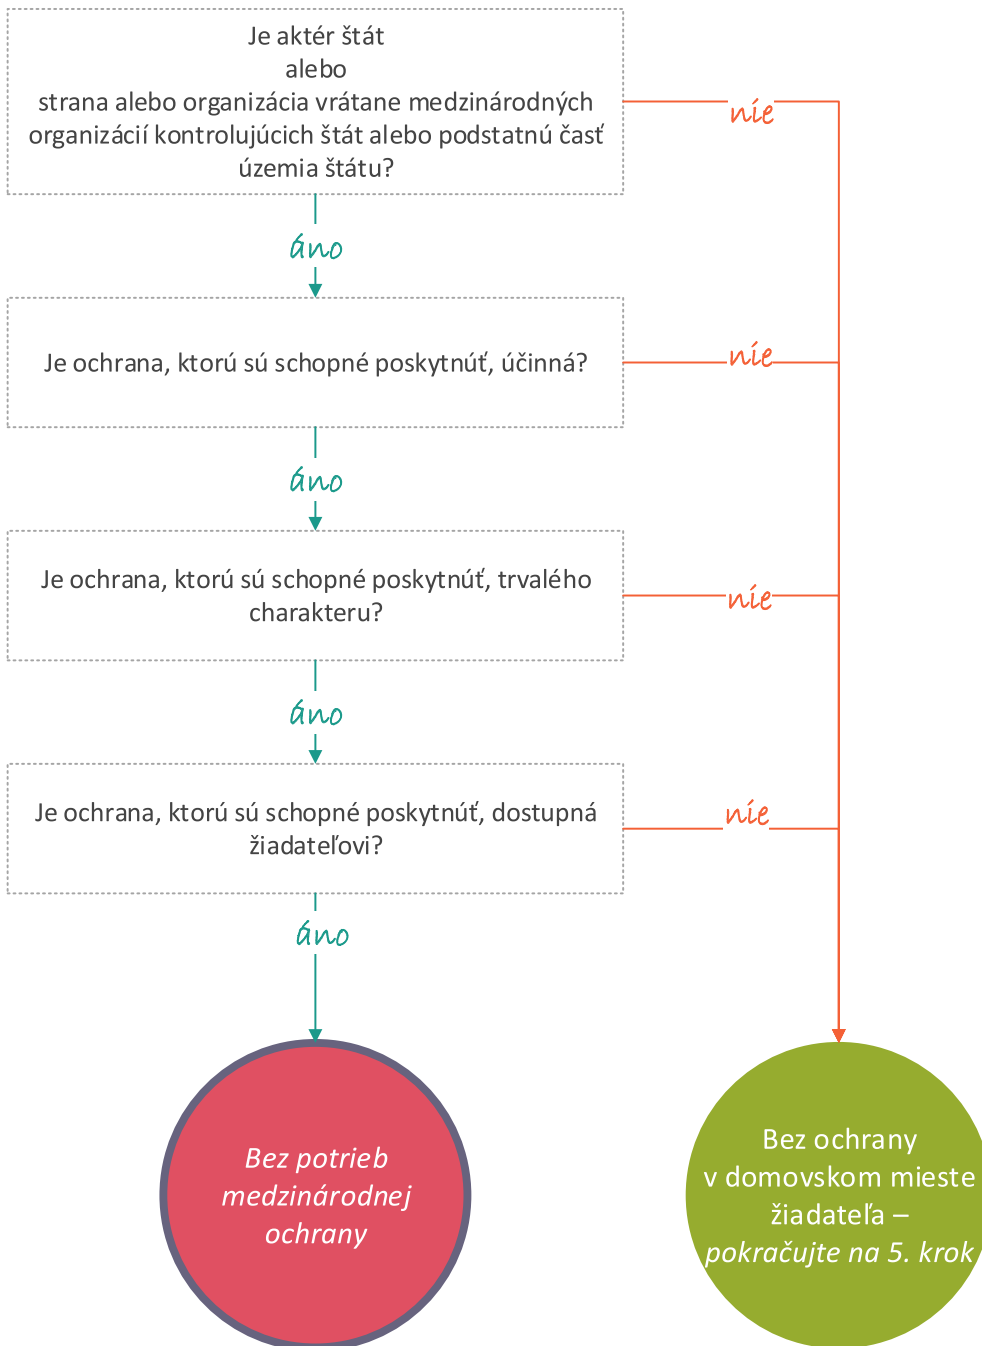 Je aktér štát
alebo
strana alebo organizácia vrátane medzinárodných
organizácií kontrolujúcich štát alebo podstatnú časť
územia štátu?
nie
áno
Je ochrana, ktorú sú schopné poskytnúť, účinná?
nie
áno
Je ochrana, ktorú sú schopné poskytnúť, trvalého
charakteru?
nie
áno
Je ochrana, ktorú sú schopné poskytnúť, dostupná
žiadateľovi?
nie
áno
Bez potrieb
medzinárodnej
ochrany
Bez ochrany
v domovskom mieste
žiadateľa –
pokračujte na 5. krok